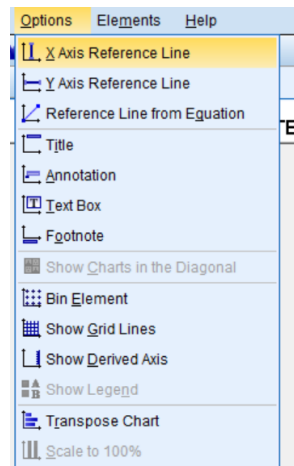 Options Elements Help
X Axis Reference Line
Y Axis Reference Line
Reference Line from Equation
TE
Title
Annotation
Text Box
Footnote
Show Charts in the Diagonal
Bin Element
Show Grid Lines
Show Derived Axis
Show Legend
Transpose Chart
Scale to 100%